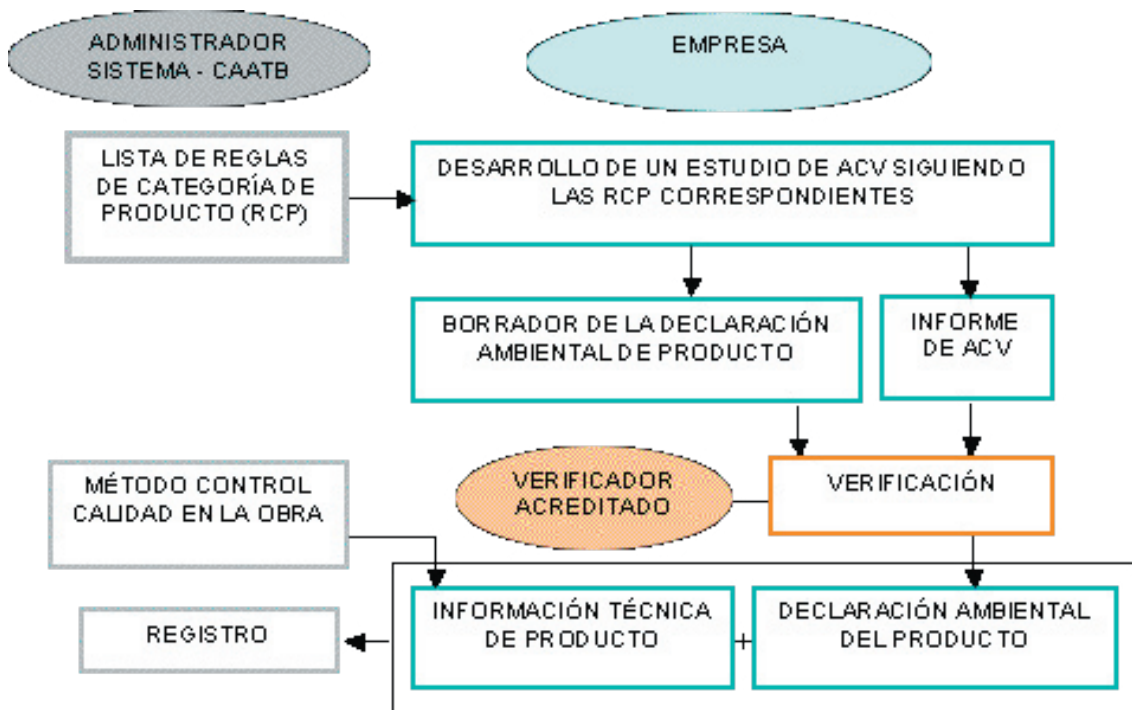 ADMINISTRADOR
SISTEMA - CAATB
EMPRESA
LISTA DE REGLAS
DE CATEGORÍA DE
PRODUCTO (RCP)
DESARROLLO DE UN ESTUDIO DE ACV SIGUIENDO
LAS RCP CORRESPONDIENTES
BORRADOR DE LA DECLARACIÓN
AMBIENTAL DE PRODUCTO
INFORME
DE ACV
MÉTODO CONTROL
CALIDAD EN LA OBRA
VERIFICADOR
ACREDITADO
VERIFICACIÓN
REGISTRO
INFORMACIÓN TÉCNICA
DE PRODUCTO
+
DECLARACIÓN AMBIENTAL
DEL PRODUCTO